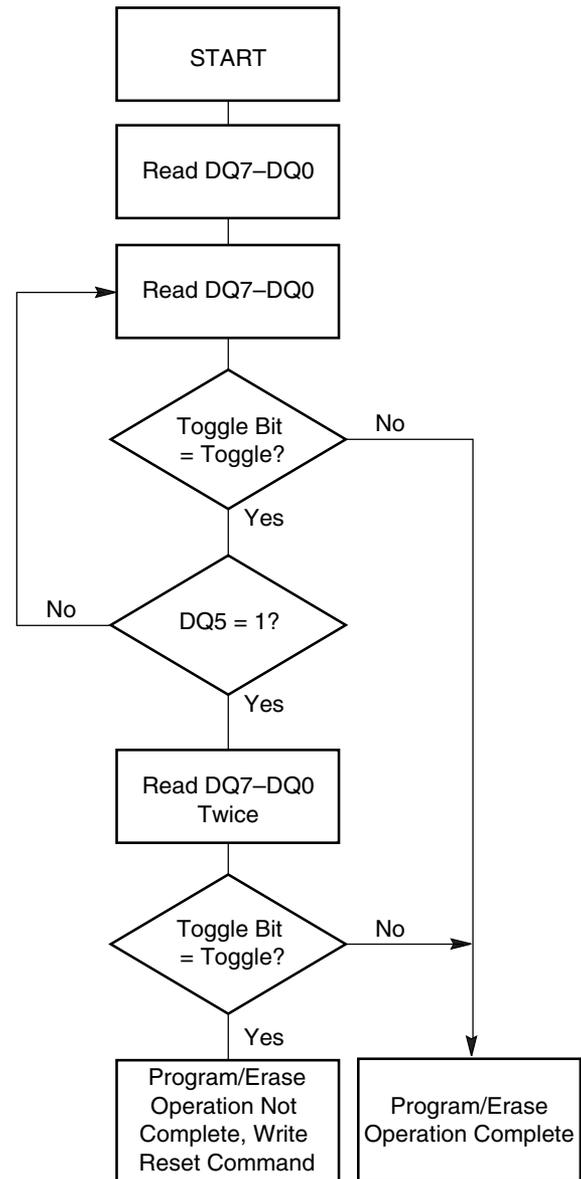 START
Read DQ7–DQ0
Read DQ7–DQ0
Toggle Bit
= Toggle?
No
Yes
DQ5 = 1?
No
Yes
Read DQ7–DQ0
Twice
Toggle Bit
= Toggle?
No
Yes
Program/Erase
Operation Not
Complete, Write
Reset Command
Program/Erase
Operation Complete